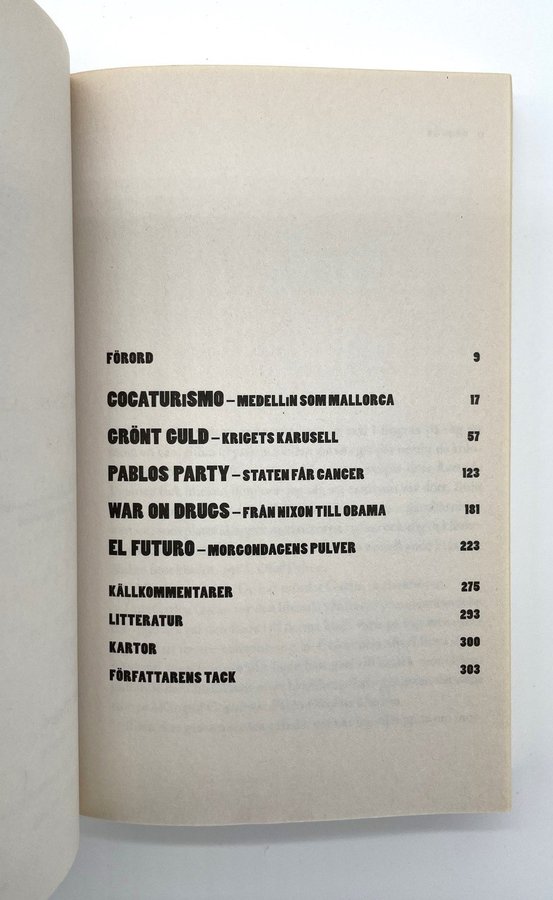 FÖRORD 9
COCATURiSMO – MEDELLiN SOM MALLORCA 17
GRÖNT GULD – KRIGETS KARUSELL 57
PABLOS PARTY – STATEN FÅR CANCER 123
WAR ON DRUGS – FRÅN NIXON TILL OBAMA 181
EL FUTURO – MORGONDAGENS PULVER 223
KÄLLKOMMENTARER 275
LITTERATUR 293
KARTOR 300
FÖRFATTARENS TACK 303